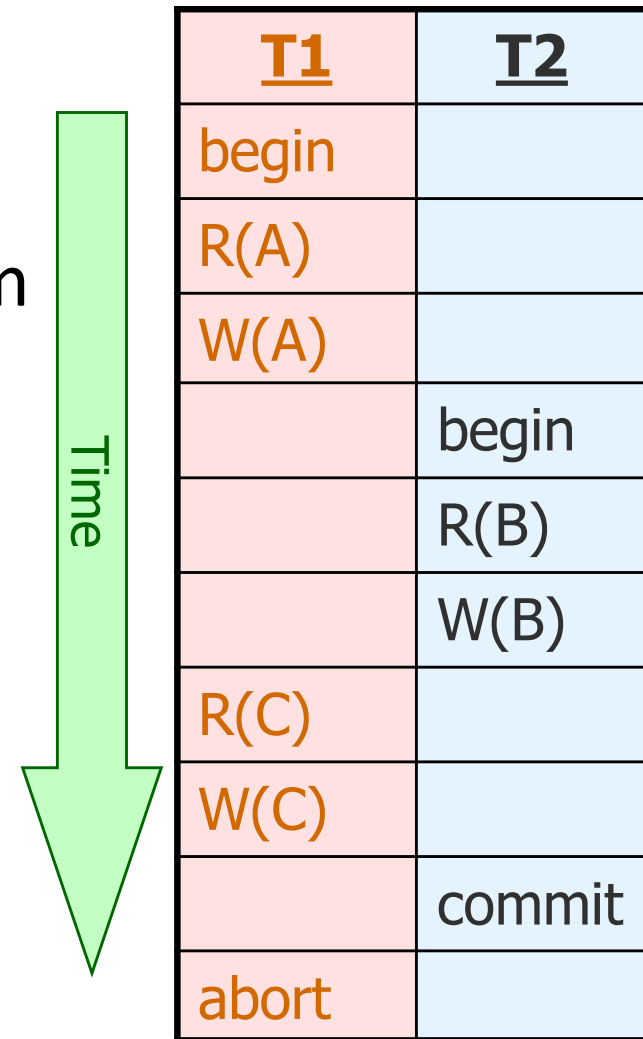 T1 T2
begin
R(A)
m
W(A)
begin
Time
R(B)
W(B)
R(C)
W(C)
commit
abort